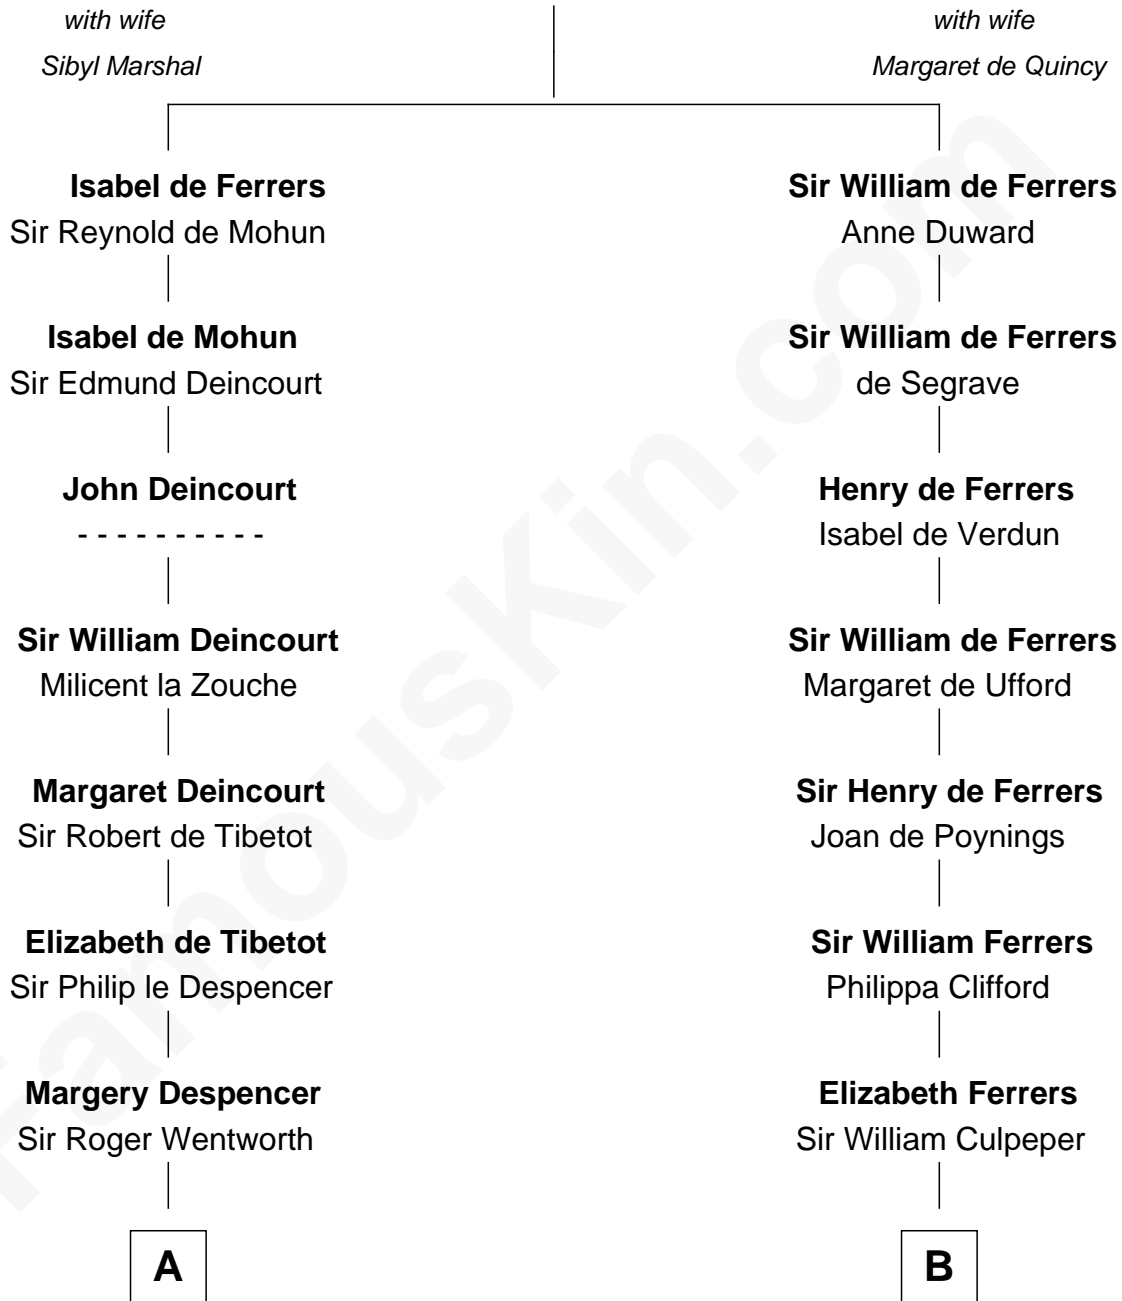 with wife
Sibyl Marshal
with wife
Margaret de Quincy
Isabel de Ferrers
Sir Reynold de Mohun
Sir William de Ferrers
Anne Duward
Isabel de Mohun
Sir Edmund Deincourt
Sir William de Ferrers
de Segrave
John Deincourt
- - - - - - - - - -
Henry de Ferrers
Isabel de Verdun
Sir William Deincourt
Milicent la Zouche
Sir William de Ferrers
Margaret de Ufford
Margaret Deincourt
Sir Robert de Tibetot
Sir Henry de Ferrers
Joan de Poynings
Elizabeth de Tibetot
Sir Philip le Despencer
Sir William Ferrers
Philippa Clifford
Margery Despencer
Sir Roger Wentworth
Elizabeth Ferrers
Sir William Culpeper
A
B
FamousKin.com